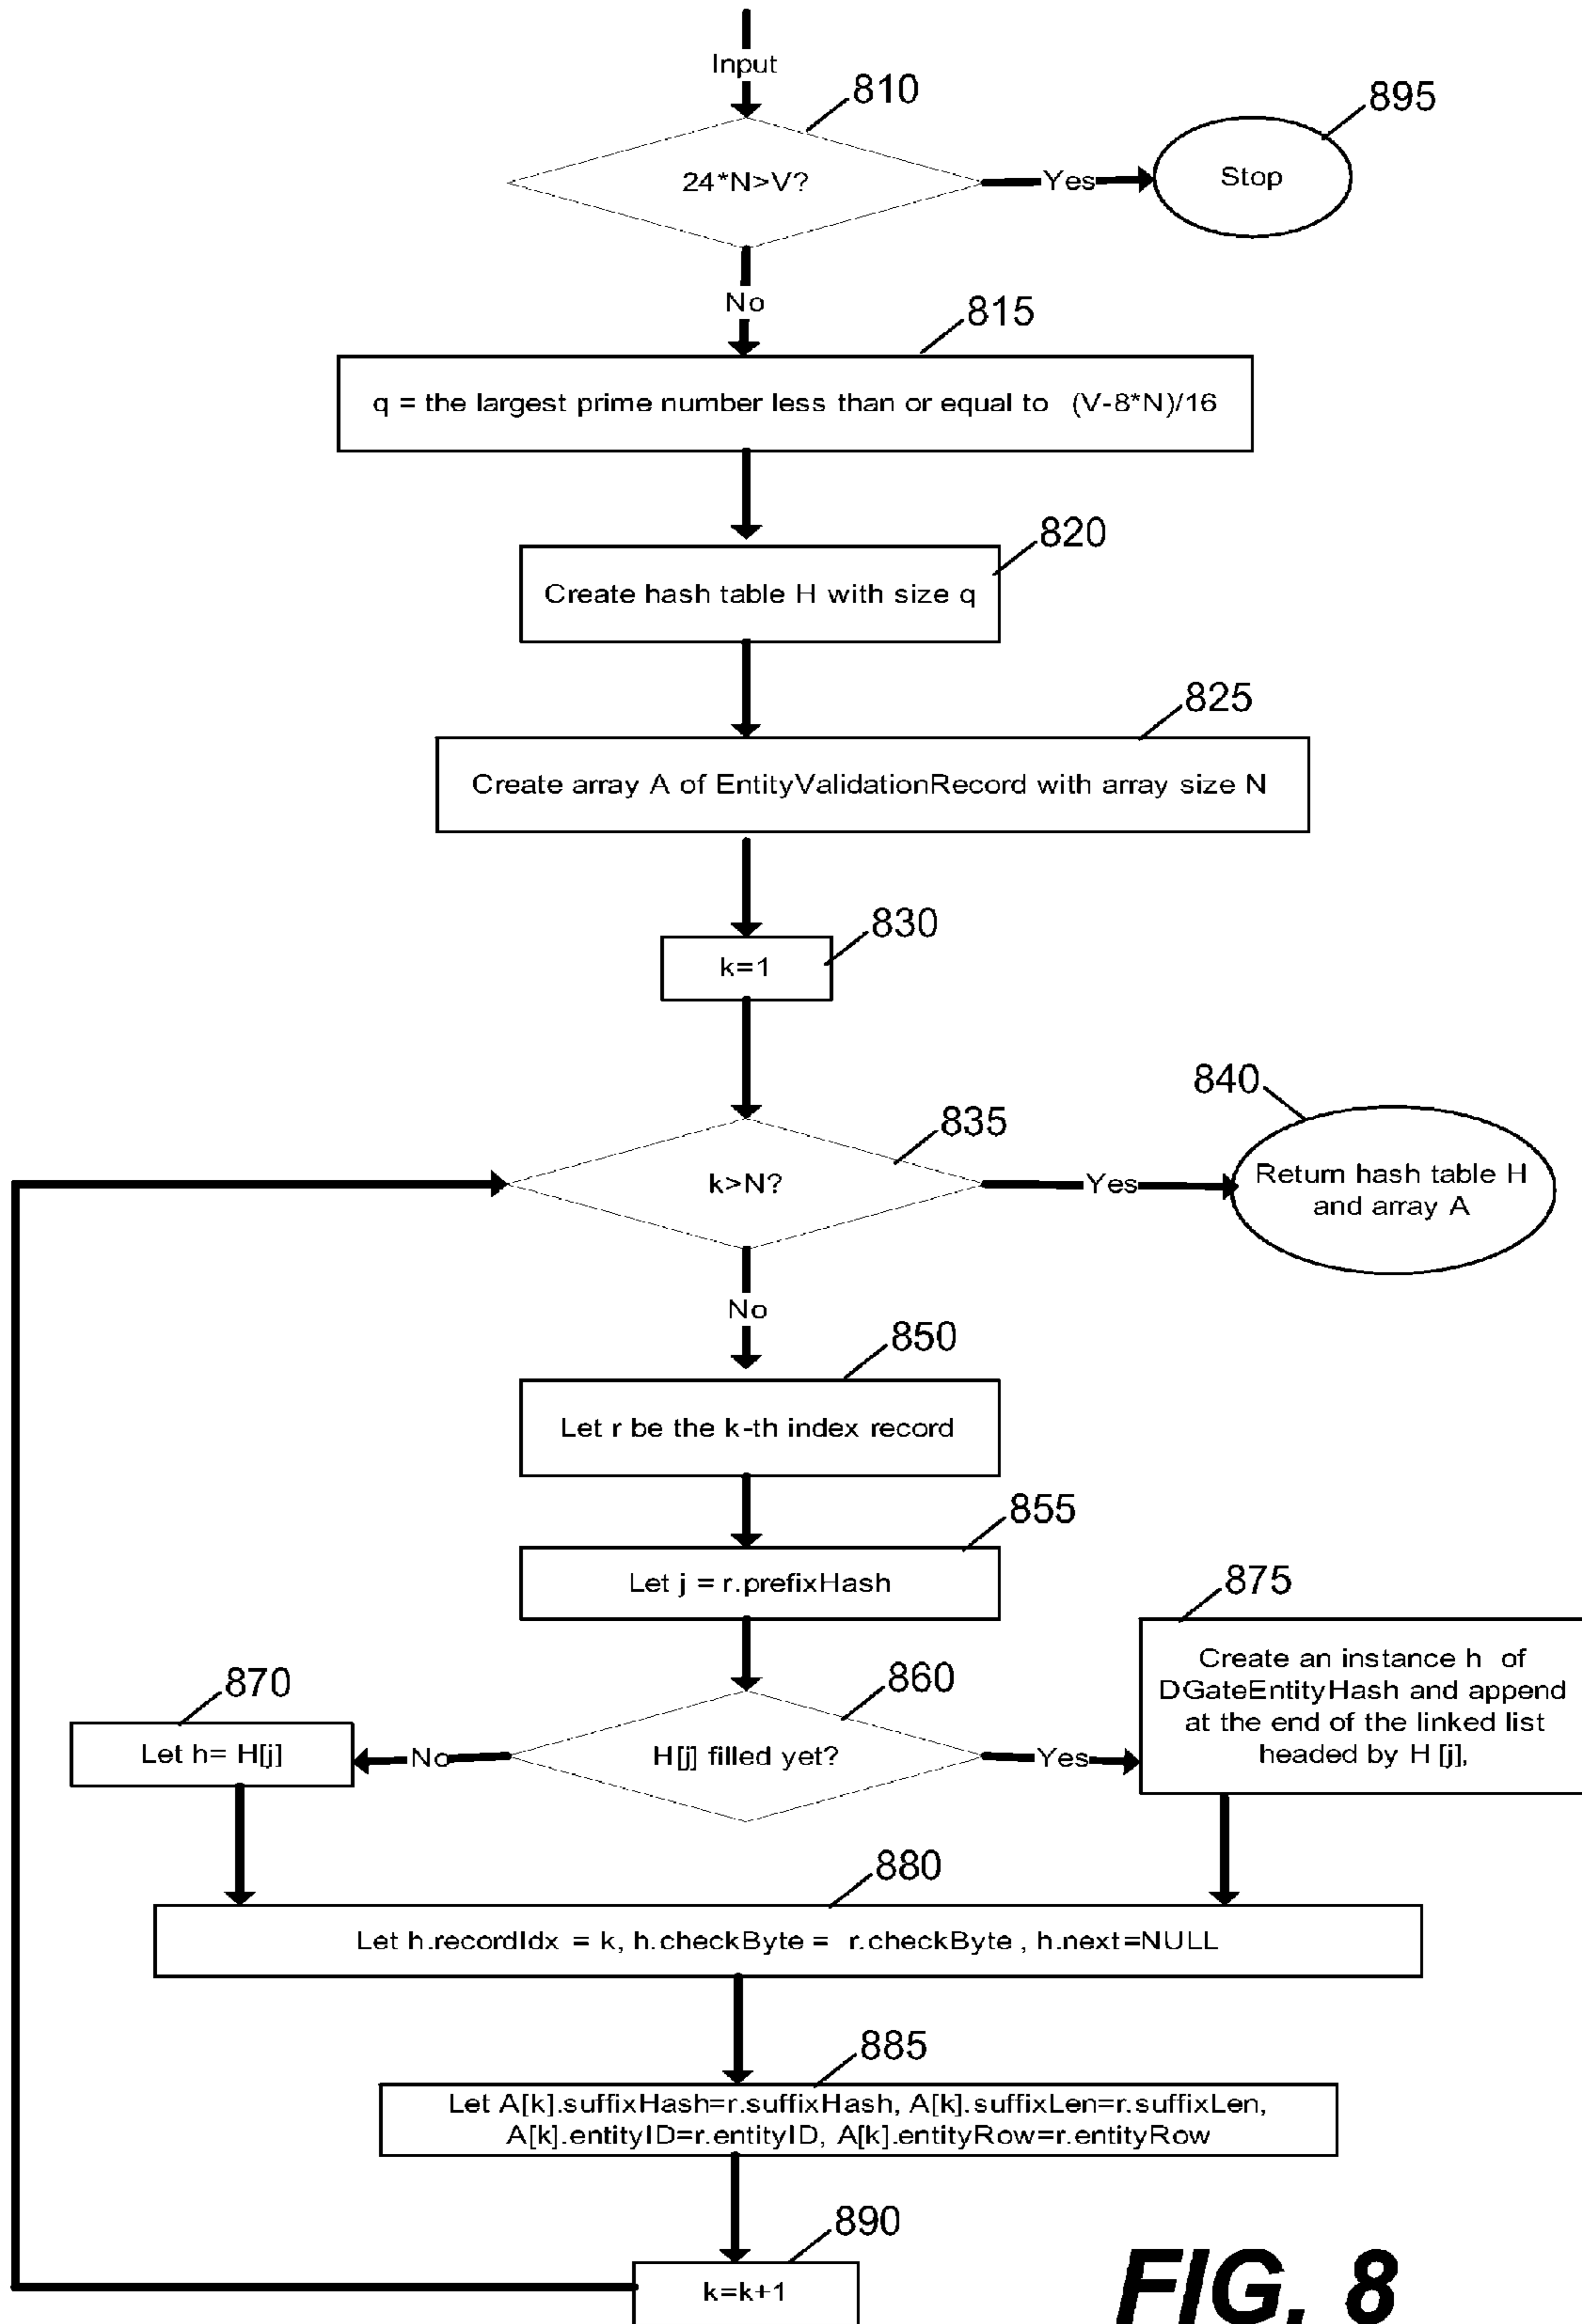 Input
810
895
24*N>V?
Yes
Stop
No
815
q = the largest prime number less than or equal to (V-8*N)/16
820
Create hash table H with size q
825
Create array A of EntityValidationRecord with array size N
830
k=1
840
835
k>N?
Yes
Return hash table H
and array A
No
850
Let r be the k-th index record
855
Let j = r.prefixHash
875
870
860
Create an instance h of
DGateEntityHash and append
at the end of the linked list
headed by H [j],
Let h= H[j]
No
H[j] filled yet?
Yes
880
Let h.recordIdx = k, h.checkByte = r.checkByte , h.next=NULL
885
Let A[k].suffixHash=r.suffixHash, A[k].suffixLen=r.suffixLen,
A[k].entityID=r.entityID, A[k].entityRow=r.entityRow
890
k=k+1
FIG. 8